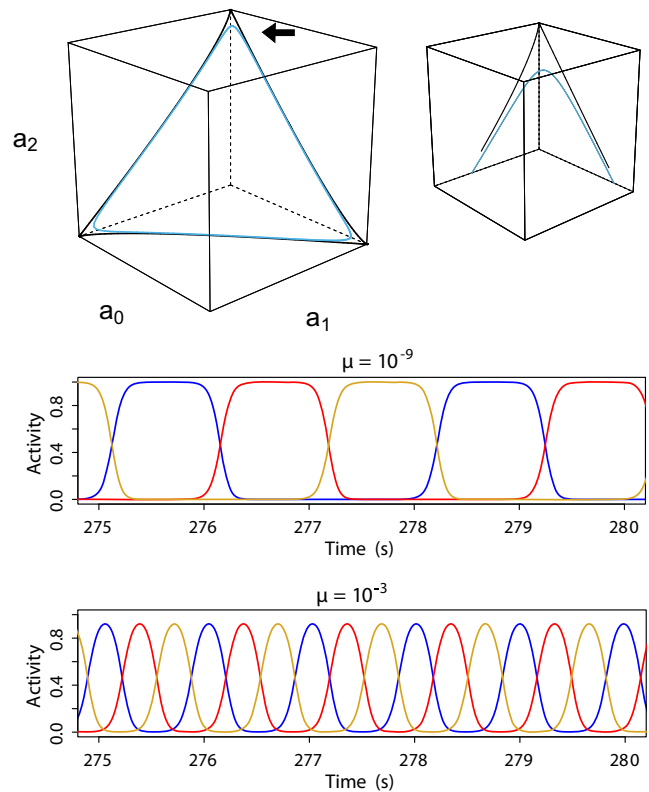 a2
a0
a1
μ = 10-9
Activity
0.0 0.4 0.8
275 276 277 278 279 280
Time (s)
μ = 10-3
Activity
0.0 0.4 0.8
275 276 277 278 279 280
Time (s)